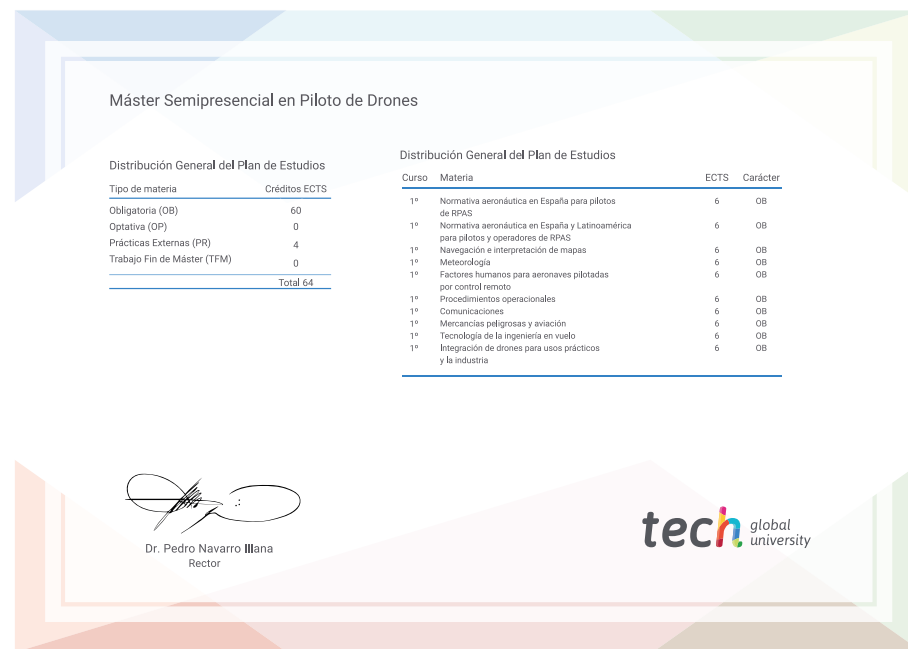 Máster Semipresencial en Piloto de Drones
Distribución General del Plan de Estudios
Tipo de materia Créditos ECTS
Obligatoria (OB) 60
Optativa (OP) 0
Prácticas Externas (PR) 4
Trabajo Fin de Máster (TFM) 0
Total 64
Distribución General del Plan de Estudios
Curso Materia ECTS Carácter
1º Normativa aeronáutica en España para pilotos 6 OB
de RPAS
1º Normativa aeronáutica en España y Latinoamérica 6 OB
para pilotos y operadores de RPAS
1º Navegación e interpretación de mapas 6 OB
1º Meteorología 6 OB
1º Factores humanos para aeronaves pilotadas 6 OB
por control remoto
1º Procedimientos operacionales 6 OB
1º Comunicaciones 6 OB
1º Mercancías peligrosas y aviación 6 OB
1º Tecnología de la ingeniería en vuelo 6 OB
1º Integración de drones para usos prácticos 6 OB
y la industria
Dr. Pedro Navarro Illana
Rector
tech global
university